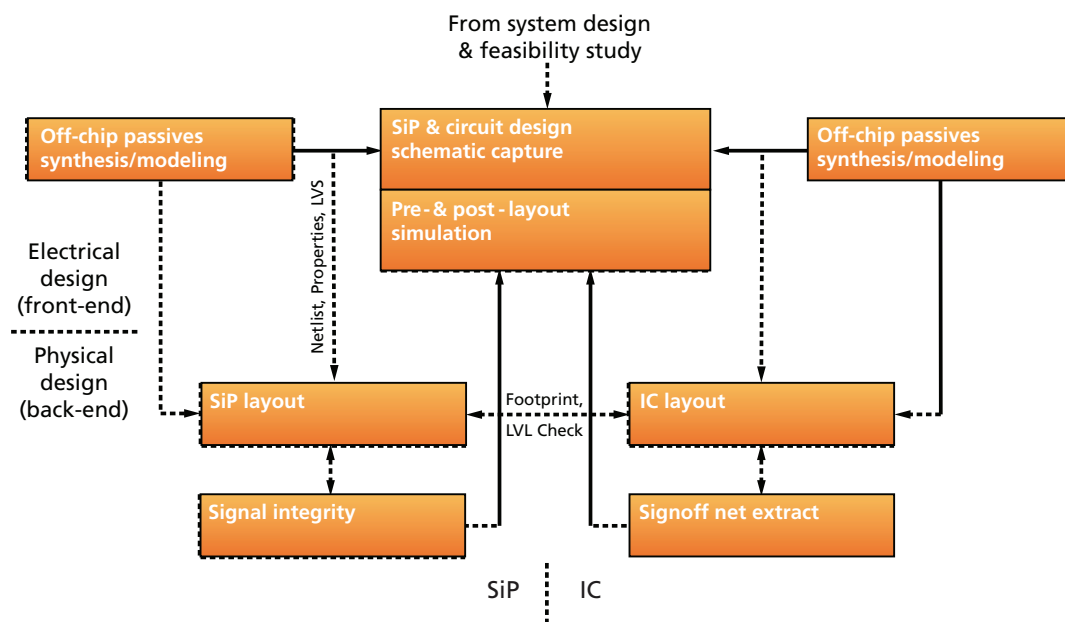 From system design
& feasibility study
Off-chip passives
synthesis/modeling
SiP & circuit design
schematic capture
Off-chip passives
synthesis/modeling
Pre- & post - layout
simulation
Netlist, Properties, LVS
Electrical
design
(front-end)
Physical
design
(back-end)
SiP layout
Footprint,
LVL Check
IC layout
Signal integrity
Signoff net extract
SiP
IC